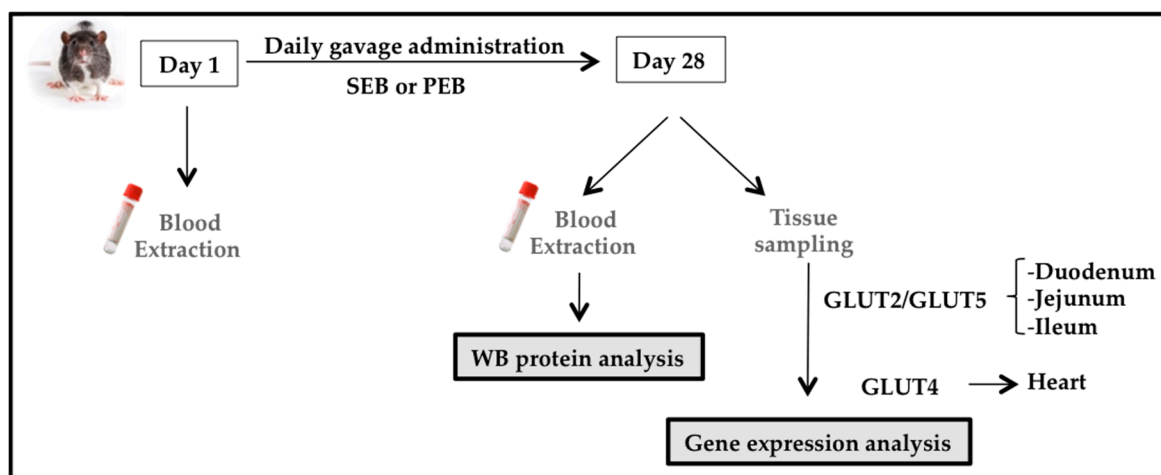 Day 1
Daily gavage administration
SEB or PEB
Day 28
Blood
Extraction
Blood
Extraction
Tissue
sampling
GLUT2/GLUT5
-Duodenum
-Jejunum
-Ileum
WB protein analysis
GLUT4
Heart
Gene expression analysis